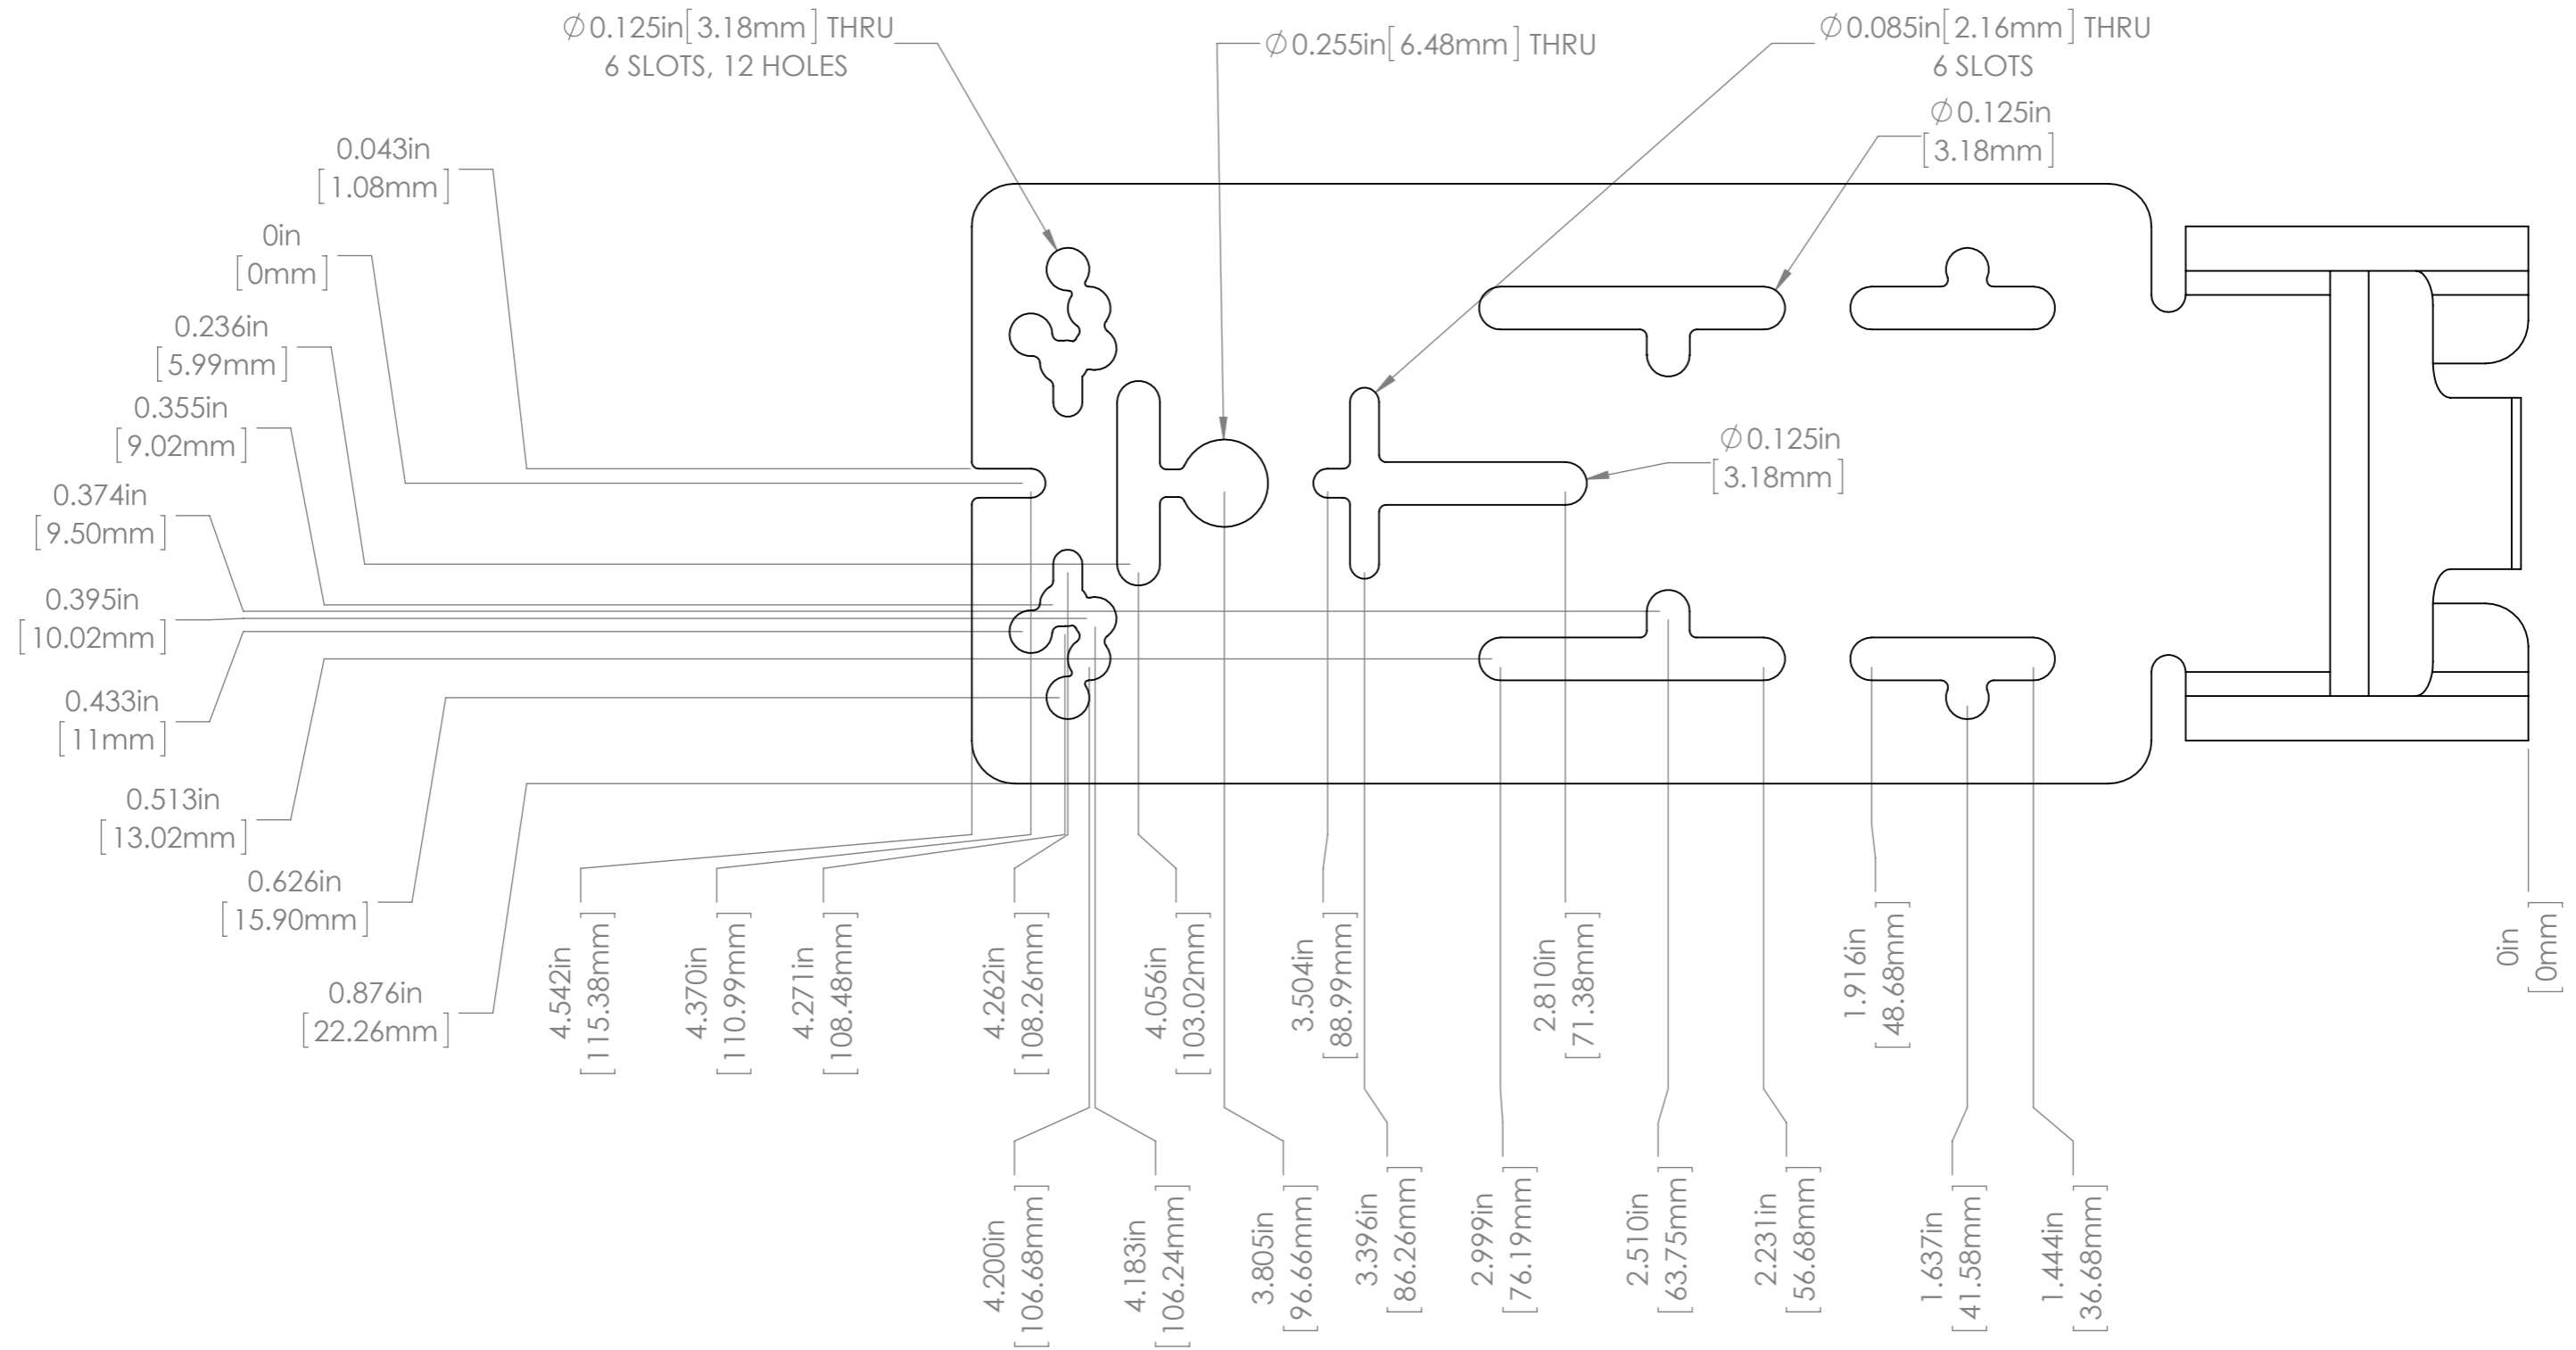 ⌀0.125in[3.18mm] THRU
6 SLOTS, 12 HOLES
⌀0.255in[6.48mm] THRU
⌀0.085in[2.16mm] THRU
6 SLOTS
⌀0.125in
[3.18mm]
0.043in
[1.08mm]
0in
[0mm]
0.236in
[5.99mm]
0.355in
[9.02mm]
0.374in
[9.50mm]
0.395in
[10.02mm]
0.433in
[11mm]
0.513in
[13.02mm]
0.626in
[15.90mm]
0.876in
[22.26mm]
⌀0.125in
[3.18mm]
4.542in
[115.38mm]
4.370in
[110.99mm]
4.271in
[108.48mm]
4.262in
[108.26mm]
4.056in
[103.02mm]
3.504in
[88.99mm]
2.810in
[71.38mm]
1.916in
[48.68mm]
0in
[0mm]
4.200in
[106.68mm]
4.183in
[106.24mm]
3.805in
[96.66mm]
3.396in
[86.26mm]
2.999in
[76.19mm]
2.510in
[63.75mm]
2.231in
[56.68mm]
1.637in
[41.58mm]
1.444in
[36.68mm]